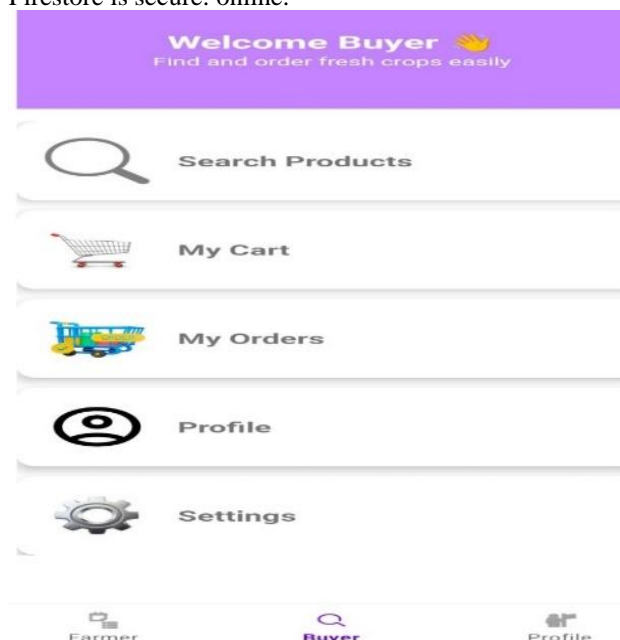 Firestore is secure. online.
Welcome Buyer 👋
Find and order fresh crops easily
Search Products
My Cart
My Orders
Profile
Settings
Farmer Buyer Profile